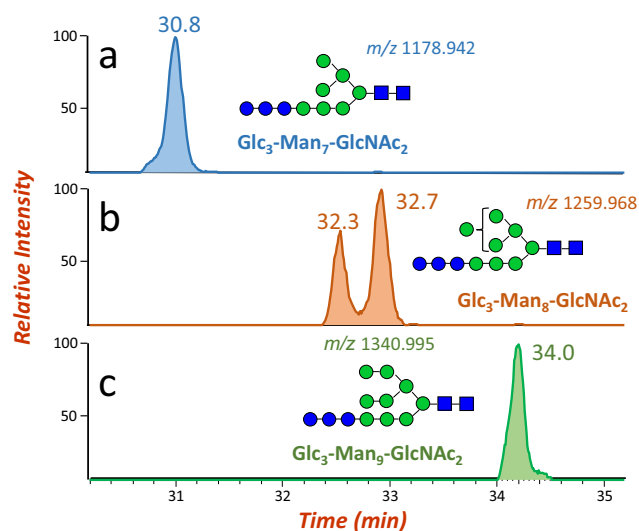 100
50
a
30.8
m/z 1178.942
Glc3-Man7-GlcNAc2
Relative Intensity
100
50
b
32.3
32.7
m/z 1259.968
Glc3-Man8-GlcNAc2
100
50
c
m/z 1340.995
34.0
Glc3-Man9-GlcNAc2
31 32 33 34 35
Time (min)